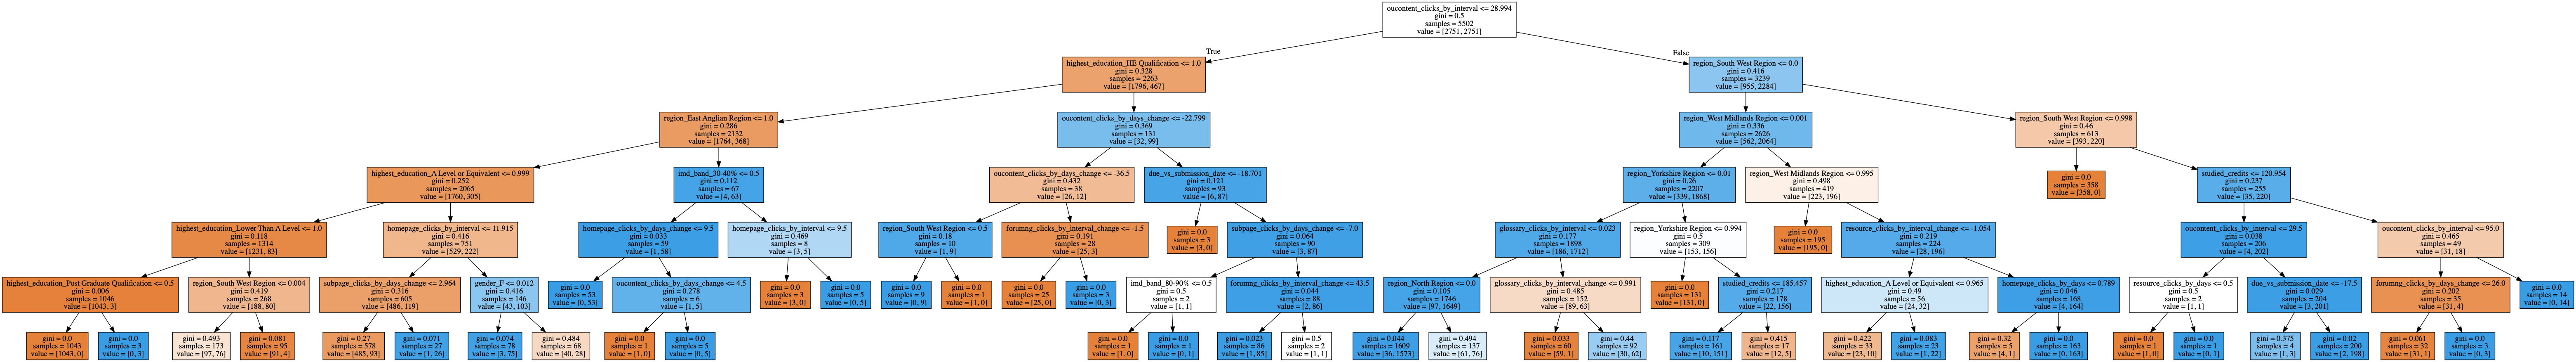 oucontent_clicks_by_interval <= 28.994
gini = 0.5
samples = 5502
value = [2751, 2751]
True
False
highest_education_HE Qualification <= 1.0
gini = 0.328
samples = 2263
value = [1796, 467]
region_South West Region <= 0.0
gini = 0.416
samples = 3239
value = [955, 2284]
region_East Anglian Region <= 1.0
gini = 0.286
samples = 2132
value = [1764, 368]
oucontent_clicks_by_days_change <= -22.799
gini = 0.369
samples = 131
value = [32, 99]
region_West Midlands Region <= 0.001
gini = 0.336
samples = 2626
value = [562, 2064]
region_South West Region <= 0.998
gini = 0.46
samples = 613
value = [393, 220]
highest_education_A Level or Equivalent <= 0.999
gini = 0.252
samples = 2065
value = [1760, 305]
imd_band_30-40% <= 0.5
gini = 0.112
samples = 67
value = [4, 63]
oucontent_clicks_by_days_change <= -36.5
gini = 0.432
samples = 38
value = [26, 12]
due_vs_submission_date <= -18.701
gini = 0.121
samples = 93
value = [6, 87]
region_Yorkshire Region <= 0.01
gini = 0.26
samples = 2207
value = [339, 1868]
region_West Midlands Region <= 0.995
gini = 0.498
samples = 419
value = [223, 196]
gini = 0.0
samples = 358
value = [358, 0]
studied_credits <= 120.954
gini = 0.237
samples = 255
value = [35, 220]
highest_education_Lower Than A Level <= 1.0
gini = 0.118
samples = 1314
value = [1231, 83]
homepage_clicks_by_interval <= 11.915
gini = 0.416
samples = 751
value = [529, 222]
homepage_clicks_by_days_change <= 9.5
gini = 0.033
samples = 59
value = [1, 58]
homepage_clicks_by_interval <= 9.5
gini = 0.469
samples = 8
value = [3, 5]
region_South West Region <= 0.5
gini = 0.18
samples = 10
value = [1, 9]
forumng_clicks_by_interval_change <= -1.5
gini = 0.191
samples = 28
value = [25, 3]
gini = 0.0
samples = 3
value = [3, 0]
subpage_clicks_by_days_change <= -7.0
gini = 0.064
samples = 90
value = [3, 87]
glossary_clicks_by_interval <= 0.023
gini = 0.177
samples = 1898
value = [186, 1712]
region_Yorkshire Region <= 0.994
gini = 0.5
samples = 309
value = [153, 156]
gini = 0.0
samples = 195
value = [195, 0]
resource_clicks_by_interval_change <= -1.054
gini = 0.219
samples = 224
value = [28, 196]
oucontent_clicks_by_interval <= 29.5
gini = 0.038
samples = 206
value = [4, 202]
oucontent_clicks_by_interval <= 95.0
gini = 0.465
samples = 49
value = [31, 18]
highest_education_Post Graduate Qualification <= 0.5
gini = 0.006
samples = 1046
value = [1043, 3]
region_South West Region <= 0.004
gini = 0.419
samples = 268
value = [188, 80]
subpage_clicks_by_days_change <= 2.964
gini = 0.316
samples = 605
value = [486, 119]
gender_F <= 0.012
gini = 0.416
samples = 146
value = [43, 103]
gini = 0.0
samples = 53
value = [0, 53]
oucontent_clicks_by_days_change <= 4.5
gini = 0.278
samples = 6
value = [1, 5]
gini = 0.0
samples = 3
value = [3, 0]
gini = 0.0
samples = 5
value = [0, 5]
gini = 0.0
samples = 9
value = [0, 9]
gini = 0.0
samples = 1
value = [1, 0]
gini = 0.0
samples = 25
value = [25, 0]
gini = 0.0
samples = 3
value = [0, 3]
imd_band_80-90% <= 0.5
gini = 0.5
samples = 2
value = [1, 1]
forumng_clicks_by_interval_change <= 43.5
gini = 0.044
samples = 88
value = [2, 86]
region_North Region <= 0.0
gini = 0.105
samples = 1746
value = [97, 1649]
glossary_clicks_by_interval_change <= 0.991
gini = 0.485
samples = 152
value = [89, 63]
gini = 0.0
samples = 131
value = [131, 0]
studied_credits <= 185.457
gini = 0.217
samples = 178
value = [22, 156]
highest_education_A Level or Equivalent <= 0.965
gini = 0.49
samples = 56
value = [24, 32]
homepage_clicks_by_days <= 0.789
gini = 0.046
samples = 168
value = [4, 164]
resource_clicks_by_days <= 0.5
gini = 0.5
samples = 2
value = [1, 1]
due_vs_submission_date <= -17.5
gini = 0.029
samples = 204
value = [3, 201]
forumng_clicks_by_days_change <= 26.0
gini = 0.202
samples = 35
value = [31, 4]
gini = 0.0
samples = 14
value = [0, 14]
gini = 0.0
samples = 1043
value = [1043, 0]
gini = 0.0
samples = 3
value = [0, 3]
gini = 0.493
samples = 173
value = [97, 76]
gini = 0.081
samples = 95
value = [91, 4]
gini = 0.27
samples = 578
value = [485, 93]
gini = 0.071
samples = 27
value = [1, 26]
gini = 0.074
samples = 78
value = [3, 75]
gini = 0.484
samples = 68
value = [40, 28]
gini = 0.0
samples = 1
value = [1, 0]
gini = 0.0
samples = 5
value = [0, 5]
gini = 0.0
samples = 1
value = [1, 0]
gini = 0.0
samples = 1
value = [0, 1]
gini = 0.023
samples = 86
value = [1, 85]
gini = 0.5
samples = 2
value = [1, 1]
gini = 0.044
samples = 1609
value = [36, 1573]
gini = 0.494
samples = 137
value = [61, 76]
gini = 0.033
samples = 60
value = [59, 1]
gini = 0.44
samples = 92
value = [30, 62]
gini = 0.117
samples = 161
value = [10, 151]
gini = 0.415
samples = 17
value = [12, 5]
gini = 0.422
samples = 33
value = [23, 10]
gini = 0.083
samples = 23
value = [1, 22]
gini = 0.32
samples = 5
value = [4, 1]
gini = 0.0
samples = 163
value = [0, 163]
gini = 0.0
samples = 1
value = [1, 0]
gini = 0.0
samples = 1
value = [0, 1]
gini = 0.375
samples = 4
value = [1, 3]
gini = 0.02
samples = 200
value = [2, 198]
gini = 0.061
samples = 32
value = [31, 1]
gini = 0.0
samples = 3
value = [0, 3]